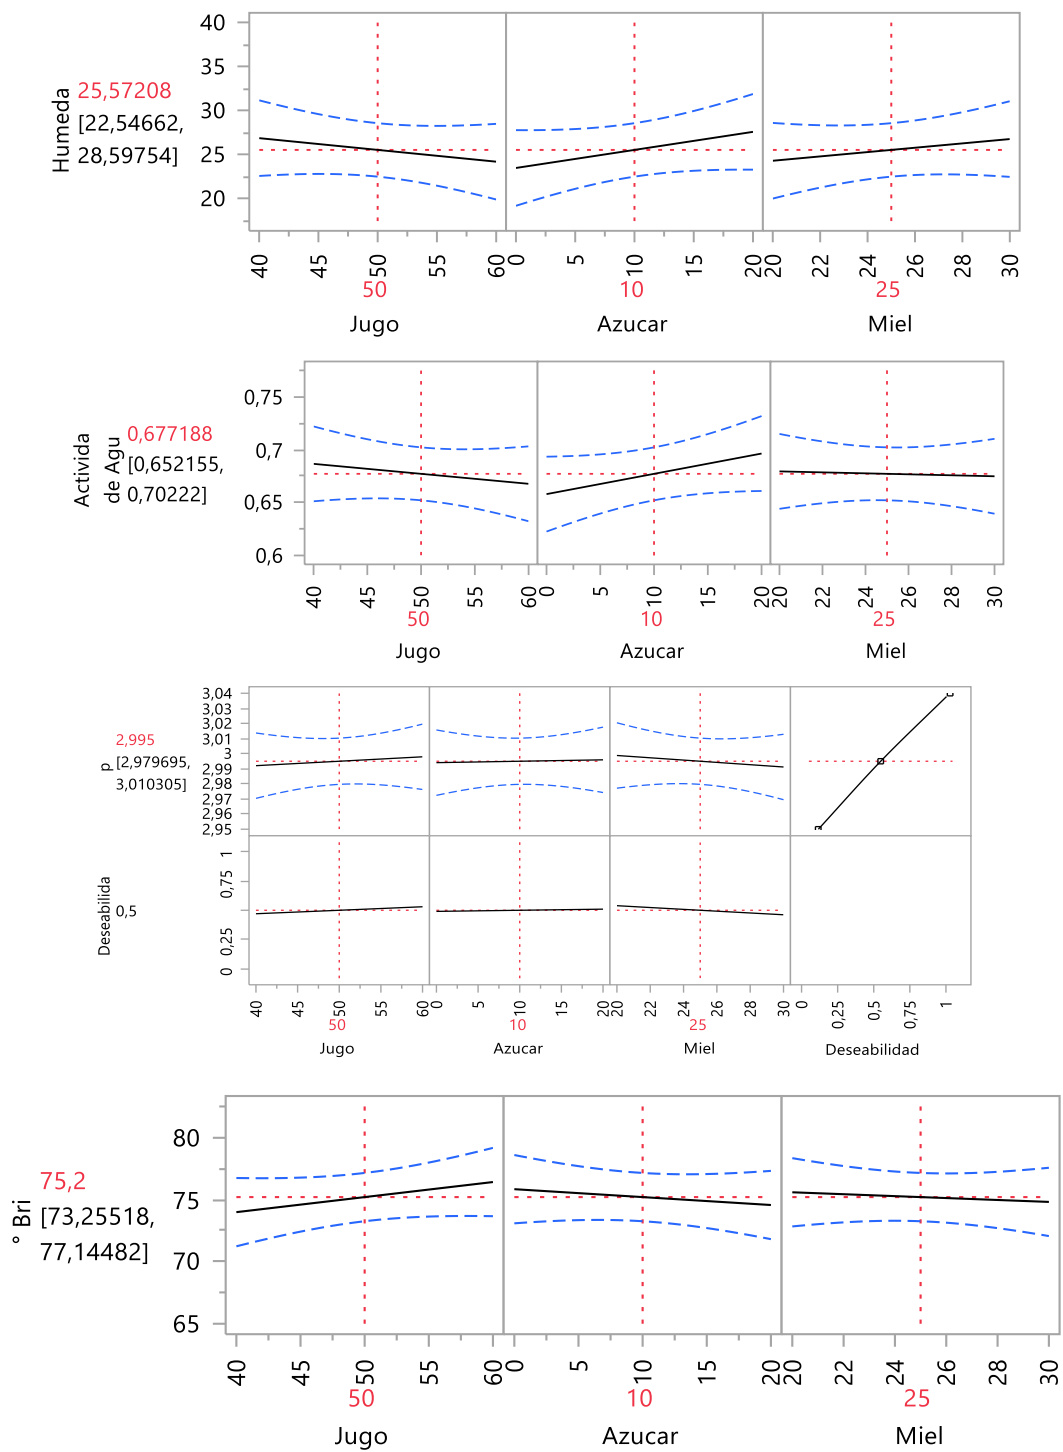 40
35
30
25
20
Humeda
25,57208
[22,54662,
28,59754]
40 45 50 55 60 0 5 10 15 20 20 22 24 26 28 30
50 10 25
Jugo Azucar Miel
0,75
0,7
0,65
0,6
Activida
de Agu
0,677188
[0,652155,
0,70222]
40 45 50 55 60 0 5 10 15 20 20 22 24 26 28 30
50 10 25
Jugo Azucar Miel
3,04
3,03
3,02
3,01
3
2,99
2,98
2,97
2,96
2,95
p
2,995
[2,979695,
3,010305]
1
0,75
0,25
0
Deseabilida
0,5
40 45 50 55 60 0 5 10 15 20 20 22 24 26 28 30 0 0,25 0,5 0,75 1
50 10 25
Jugo Azucar Miel Deseabilidad
80
75
70
65
° Bri
75,2
[73,25518,
77,14482]
40 45 50 55 60 0 5 10 15 20 20 22 24 26 28 30
50 10 25
Jugo Azucar Miel